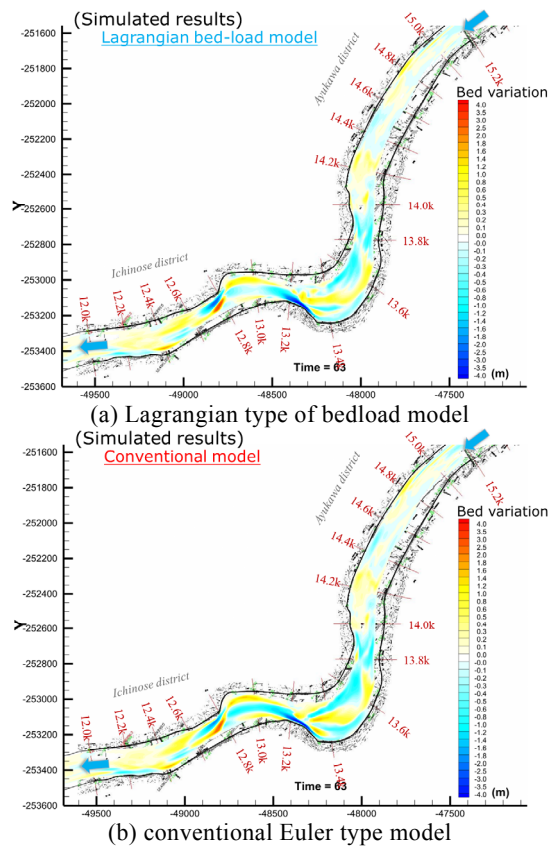 (Simulated results)
Lagrangian bed-load model
Ayukawa district
15.0k
14.8k
14.6k
14.4k
14.2k
15.2k
14.0k
13.8k
13.6k
13.4k
13.2k
13.0k
12.8k
12.6k
12.4k
12.2k
12.0k
Ichinose district
Bed variation
4.0
3.5
3.0
2.5
2.0
1.8
1.6
1.4
1.2
1.0
0.8
0.6
0.4
0.3
0.2
0.1
0.0
-0.0
-0.1
-0.2
-0.3
-0.4
-0.6
-0.8
-1.0
-1.2
-1.4
-1.6
-1.8
-2.0
-2.5
-3.0
-3.5
-4.0
(m)
Y
-251600
-251800
-252000
-252200
-252400
-252600
-252800
-253000
-253200
-253400
-253600
Time = 63
-49500 -49000 -48500 -48000 -47500
(a) Lagrangian type of bedload model
(Simulated results)
Conventional model
Ayukawa district
15.0k
14.8k
14.6k
14.4k
14.2k
15.2k
14.0k
13.8k
13.6k
13.4k
13.2k
13.0k
12.8k
12.6k
12.4k
12.2k
12.0k
Ichinose district
Bed variation
4.0
3.5
3.0
2.5
2.0
1.8
1.6
1.4
1.2
1.0
0.8
0.6
0.4
0.3
0.2
0.1
0.0
-0.0
-0.1
-0.2
-0.3
-0.4
-0.6
-0.8
-1.0
-1.2
-1.4
-1.6
-1.8
-2.0
-2.5
-3.0
-3.5
-4.0
(m)
Y
-251600
-251800
-252000
-252200
-252400
-252600
-252800
-253000
-253200
-253400
-253600
Time = 63
-49500 -49000 -48500 -48000 -47500
(b) conventional Euler type model